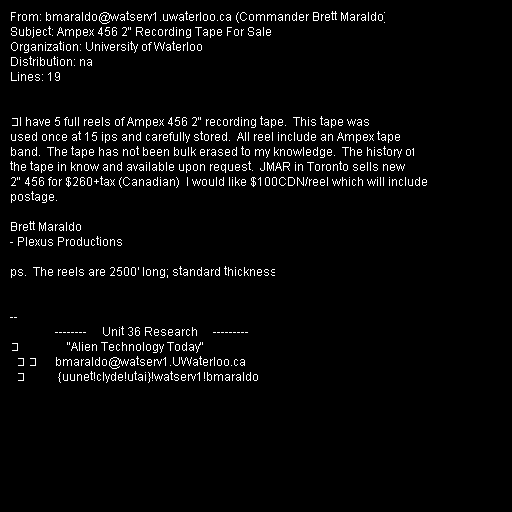 From: bmaraldo@watserv1.uwaterloo.ca (Commander Brett Maraldo)
Subject: Ampex 456 2" Recording Tape For Sale
Organization: University of Waterloo
Distribution: na
Lines: 19
I have 5 full reels of Ampex 456 2" recording tape.  This tape was
used once at 15 ips and carefully stored.  All reel include an Ampex tape
band.  The tape has not been bulk erased to my knowledge.  The history of
the tape in know and available upon request.  JMAR in Toronto sells new
2" 456 for $260+tax (Canadian)  I would like $100CDN/reel which will include
postage.
Brett Maraldo
- Plexus Productions
ps.  The reels are 2500' long; standard thickness
--
--------     Unit 36 Research     ---------
"Alien Technology Today"
bmaraldo@watserv1.UWaterloo.ca
{uunet!clyde!utai}!watserv1!bmaraldo